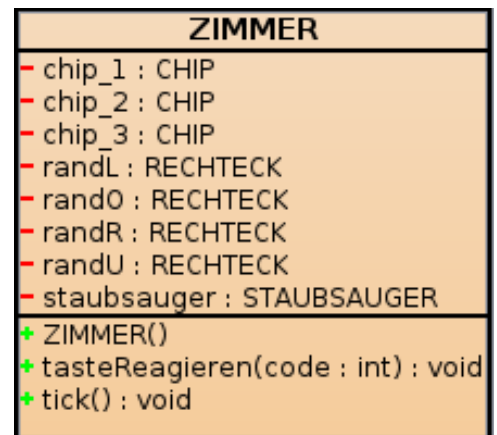 ZIMMER
- chip_1 : CHIP
- chip_2 : CHIP
- chip_3 : CHIP
- randL : RECHTECK
- randO : RECHTECK
- randR : RECHTECK
- randU : RECHTECK
- staubsauger : STAUBSAUGER
+ ZIMMER()
+ tasteReagieren(code : int) : void
+ tick() : void